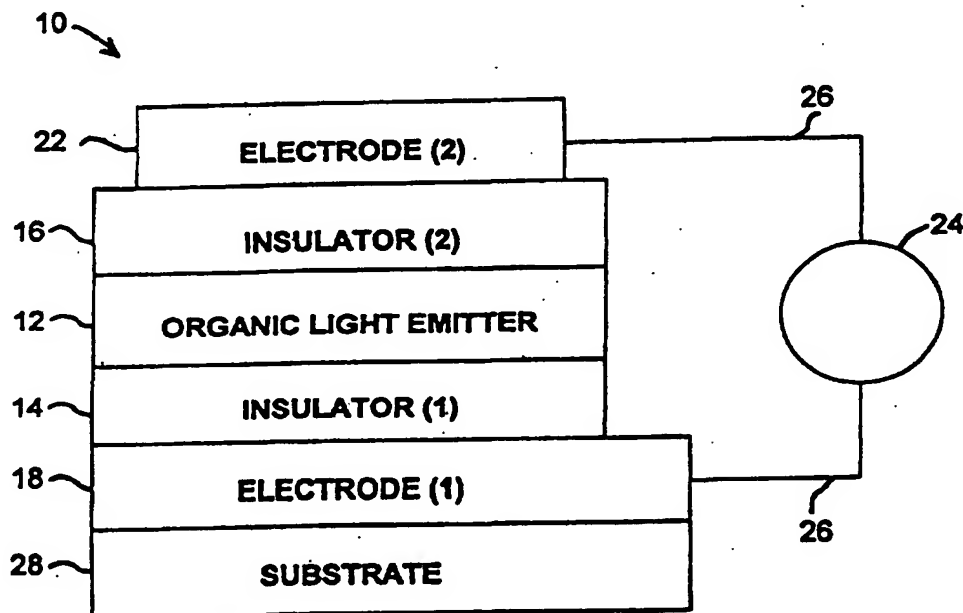 10
26
22
ELECTRODE (2)
16
INSULATOR (2)
24
12
ORGANIC LIGHT EMITTER
14
INSULATOR (1)
18
ELECTRODE (1)
26
28
SUBSTRATE